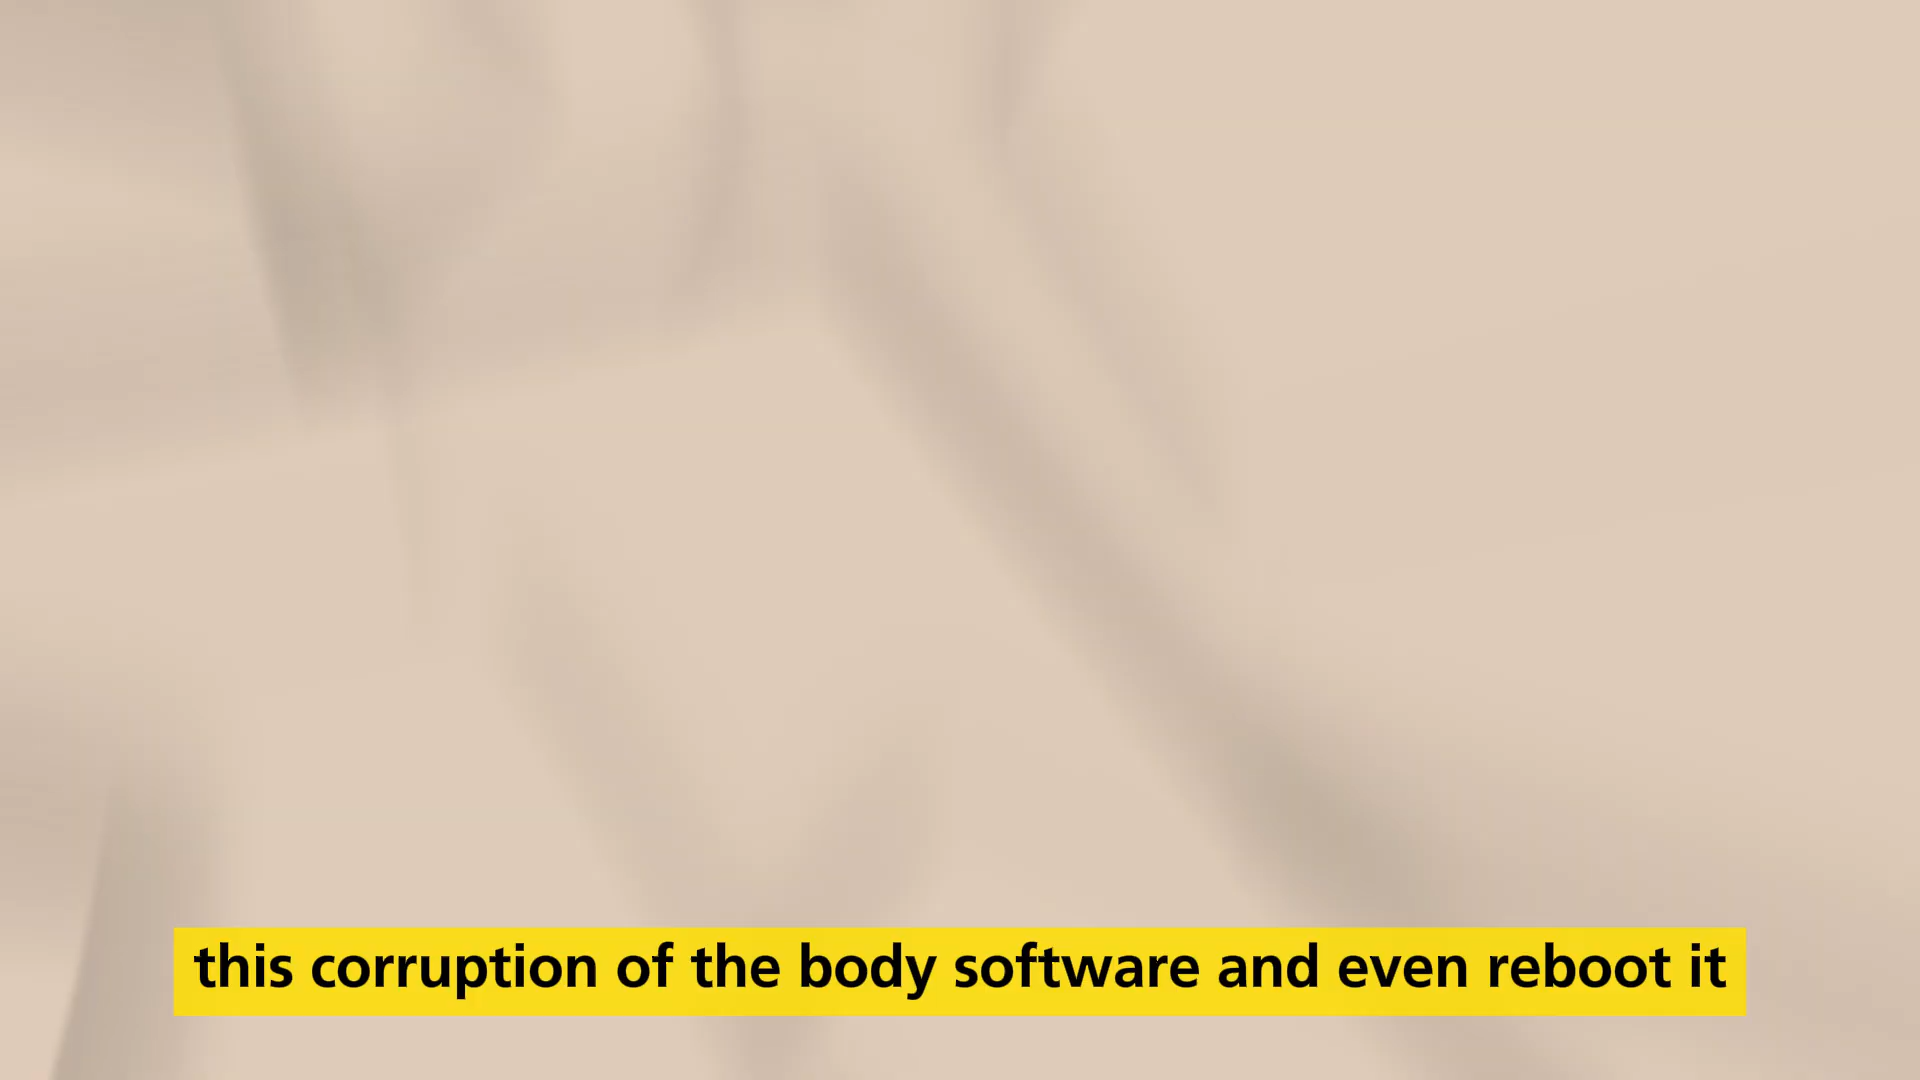 this corruption of the body software and even reboot it